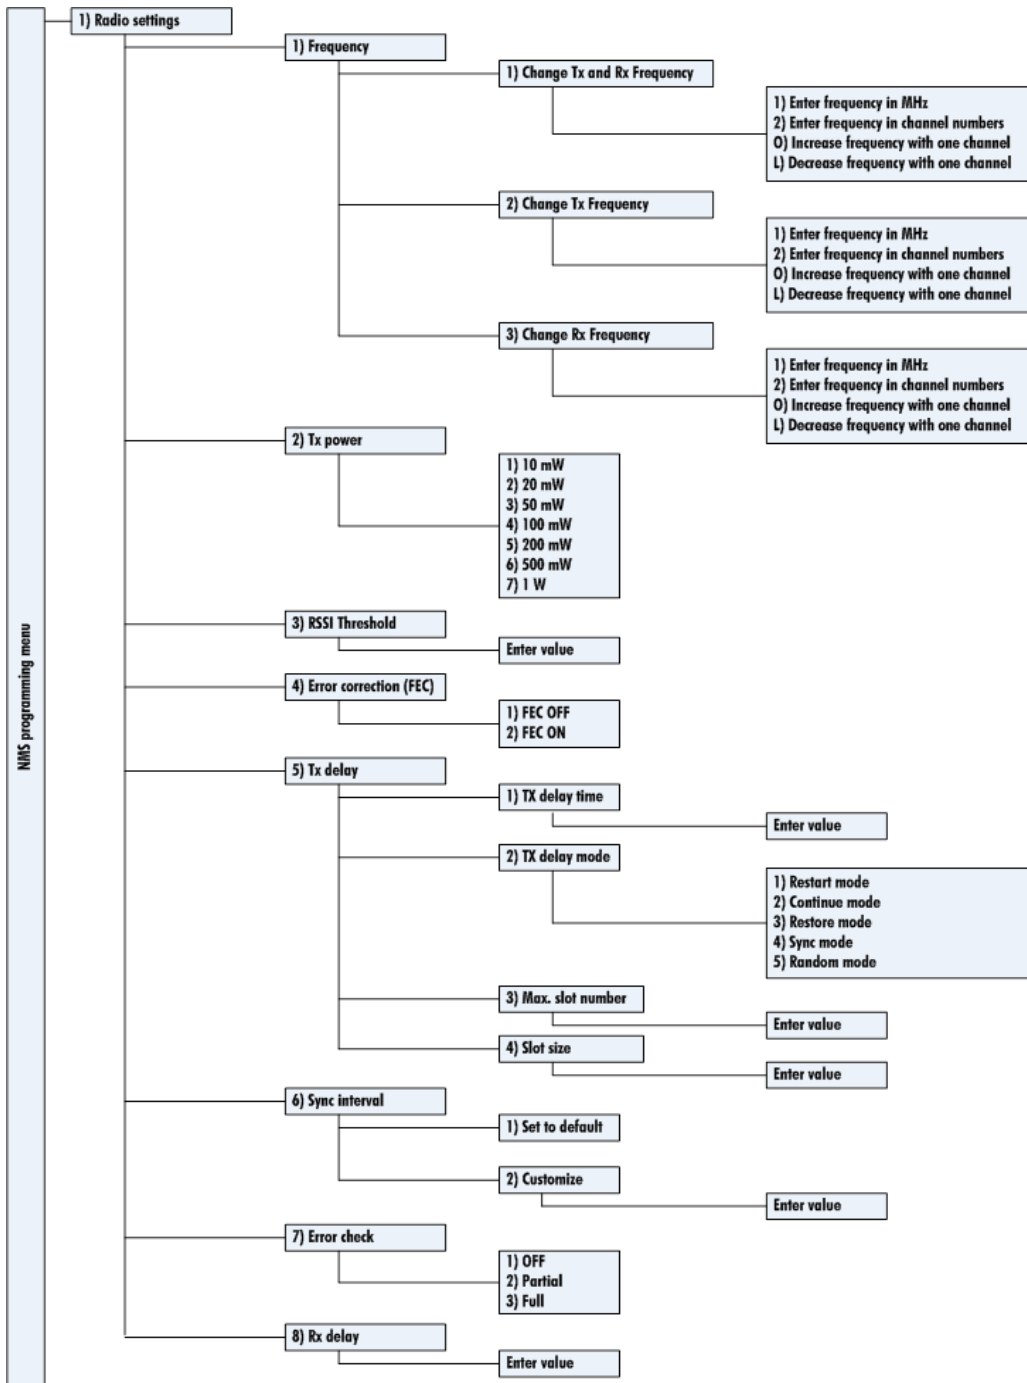 NMS programming menu
1) Radio settings
1) Frequency
1) Change Tx and Rx Frequency
1) Enter frequency in MHz
2) Enter frequency in channel numbers
O) Increase frequency with one channel
L) Decrease frequency with one channel
2) Change Tx Frequency
1) Enter frequency in MHz
2) Enter frequency in channel numbers
O) Increase frequency with one channel
L) Decrease frequency with one channel
3) Change Rx Frequency
1) Enter frequency in MHz
2) Enter frequency in channel numbers
O) Increase frequency with one channel
L) Decrease frequency with one channel
2) Tx power
1) 10 mW
2) 20 mW
3) 50 mW
4) 100 mW
5) 200 mW
6) 500 mW
7) 1 W
3) RSSI Threshold
Enter value
4) Error correction (FEC)
1) FEC OFF
2) FEC ON
5) Tx delay
1) TX delay time
Enter value
2) TX delay mode
1) Restart mode
2) Continue mode
3) Restore mode
4) Sync mode
5) Random mode
3) Max. slot number
Enter value
4) Slot size
Enter value
6) Sync interval
1) Set to default
2) Customize
Enter value
7) Error check
1) OFF
2) Partial
3) Full
8) Rx delay
Enter value